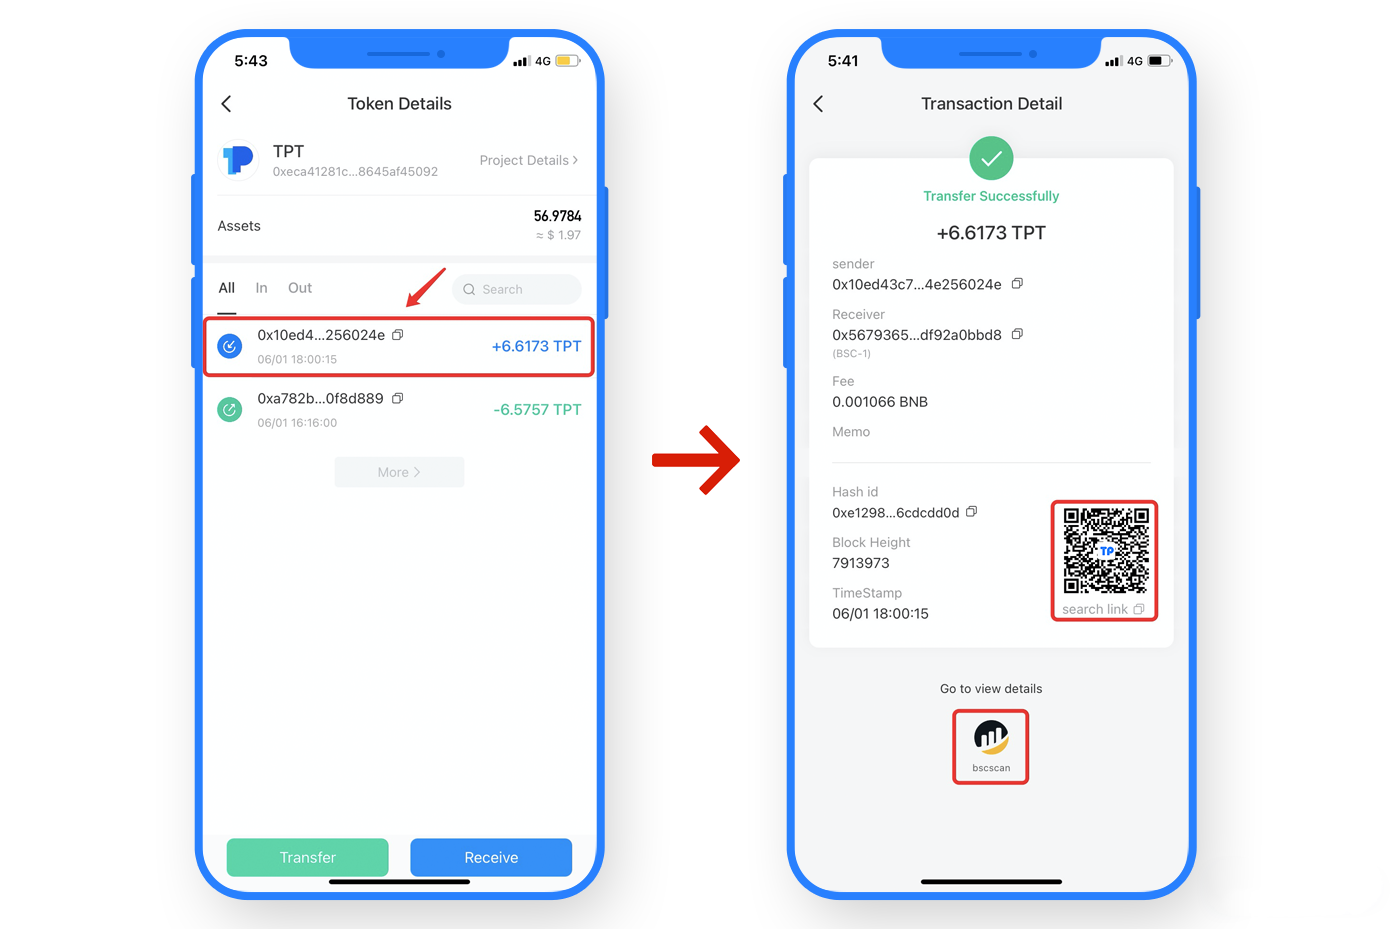 5:43
4G
Token Details
TPT
0xeca41281c...8645af45092
Project Details >
Assets
56.9784
≈ $ 1.97
All In Out
Search
0x10ed4...256024e
06/01 18:00:15
+6.6173 TPT
0xa782b...0f8d889
06/01 16:16:00
-6.5757 TPT
More >
Transfer
Receive
5:41
4G
Transaction Detail
Transfer Successfully
+6.6173 TPT
sender
0x10ed43c7...4e256024e
Receiver
0x5679365...df92a0bbd8
(BSC-1)
Fee
0.001066 BNB
Memo
Hash id
0xe1298...6cdcdd0d
Block Height
7913973
TimeStamp
06/01 18:00:15
TP
search link
Go to view details
bscscan